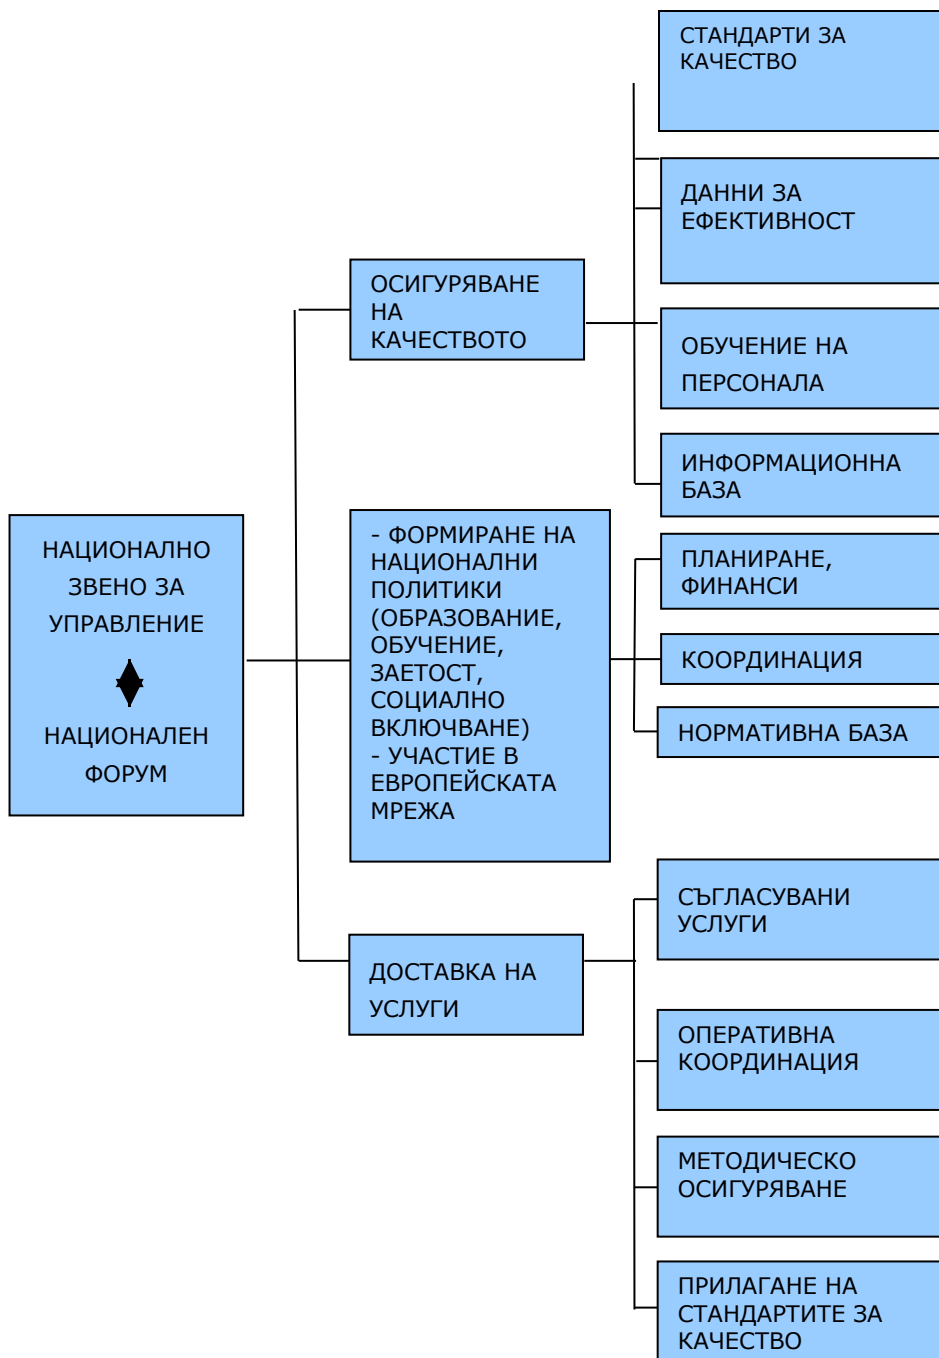 СТАНДАРТИ ЗА
КАЧЕСТВО
ДАННИ ЗА
ЕФЕКТИВНОСТ
ОСИГУРЯВАНЕ
НА
КАЧЕСТВОТО
ОБУЧЕНИЕ НА
ПЕРСОНАЛА
ИНФОРМАЦИОННА
БАЗА
НАЦИОНАЛНО
ЗВЕНО ЗА
УПРАВЛЕНИЕ
НАЦИОНАЛЕН
ФОРУМ
- ФОРМИРАНЕ НА
НАЦИОНАЛНИ
ПОЛИТИКИ
(ОБРАЗОВАНИЕ,
ОБУЧЕНИЕ,
ЗАЕТОСТ,
СОЦИАЛНО
ВКЛЮЧВАНЕ)
- УЧАСТИЕ В
ЕВРОПЕЙСКАТА
МРЕЖА
ПЛАНИРАНЕ,
ФИНАНСИ
КООРДИНАЦИЯ
НОРМАТИВНА БАЗА
ДОСТАВКА НА
УСЛУГИ
СЪГЛАСУВАНИ
УСЛУГИ
ОПЕРАТИВНА
КООРДИНАЦИЯ
МЕТОДИЧЕСКО
ОСИГУРЯВАНЕ
ПРИЛАГАНЕ НА
СТАНДАРТИТЕ ЗА
КАЧЕСТВО